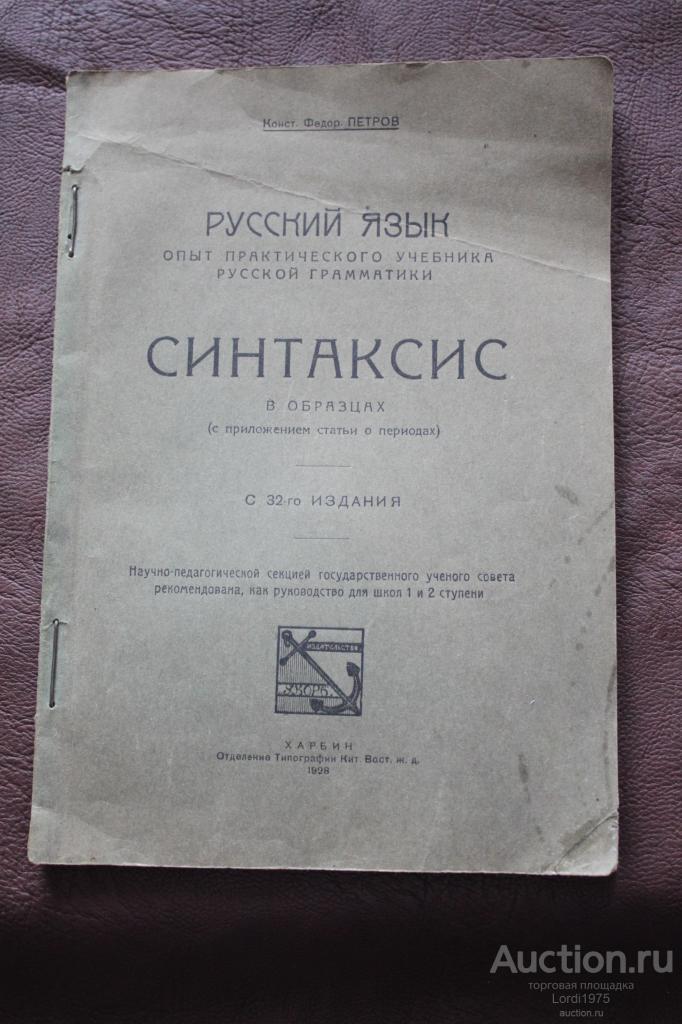 Конст. Федор. ПЕТРОВ
РУССКИЙ ЯЗЫК
ОПЫТ ПРАКТИЧЕСКОГО УЧЕБНИКА
РУССКОЙ ГРАММАТИКИ
СИНТАКСИС
В ОБРАЗЦАХ
(с приложением статьи о периодах)
С 32-го ИЗДАНИЯ
Научно-педагогической секцией государственного ученого совета
рекомендована, как руководство для школ 1 и 2 ступени
ИЗДАТЕЛЬСТВО
ХАРБИН
Отделение Типографии Кит. Вост. ж. д.
1928
Auction.ru
торговая площадка
Lordi1975
auction.ru